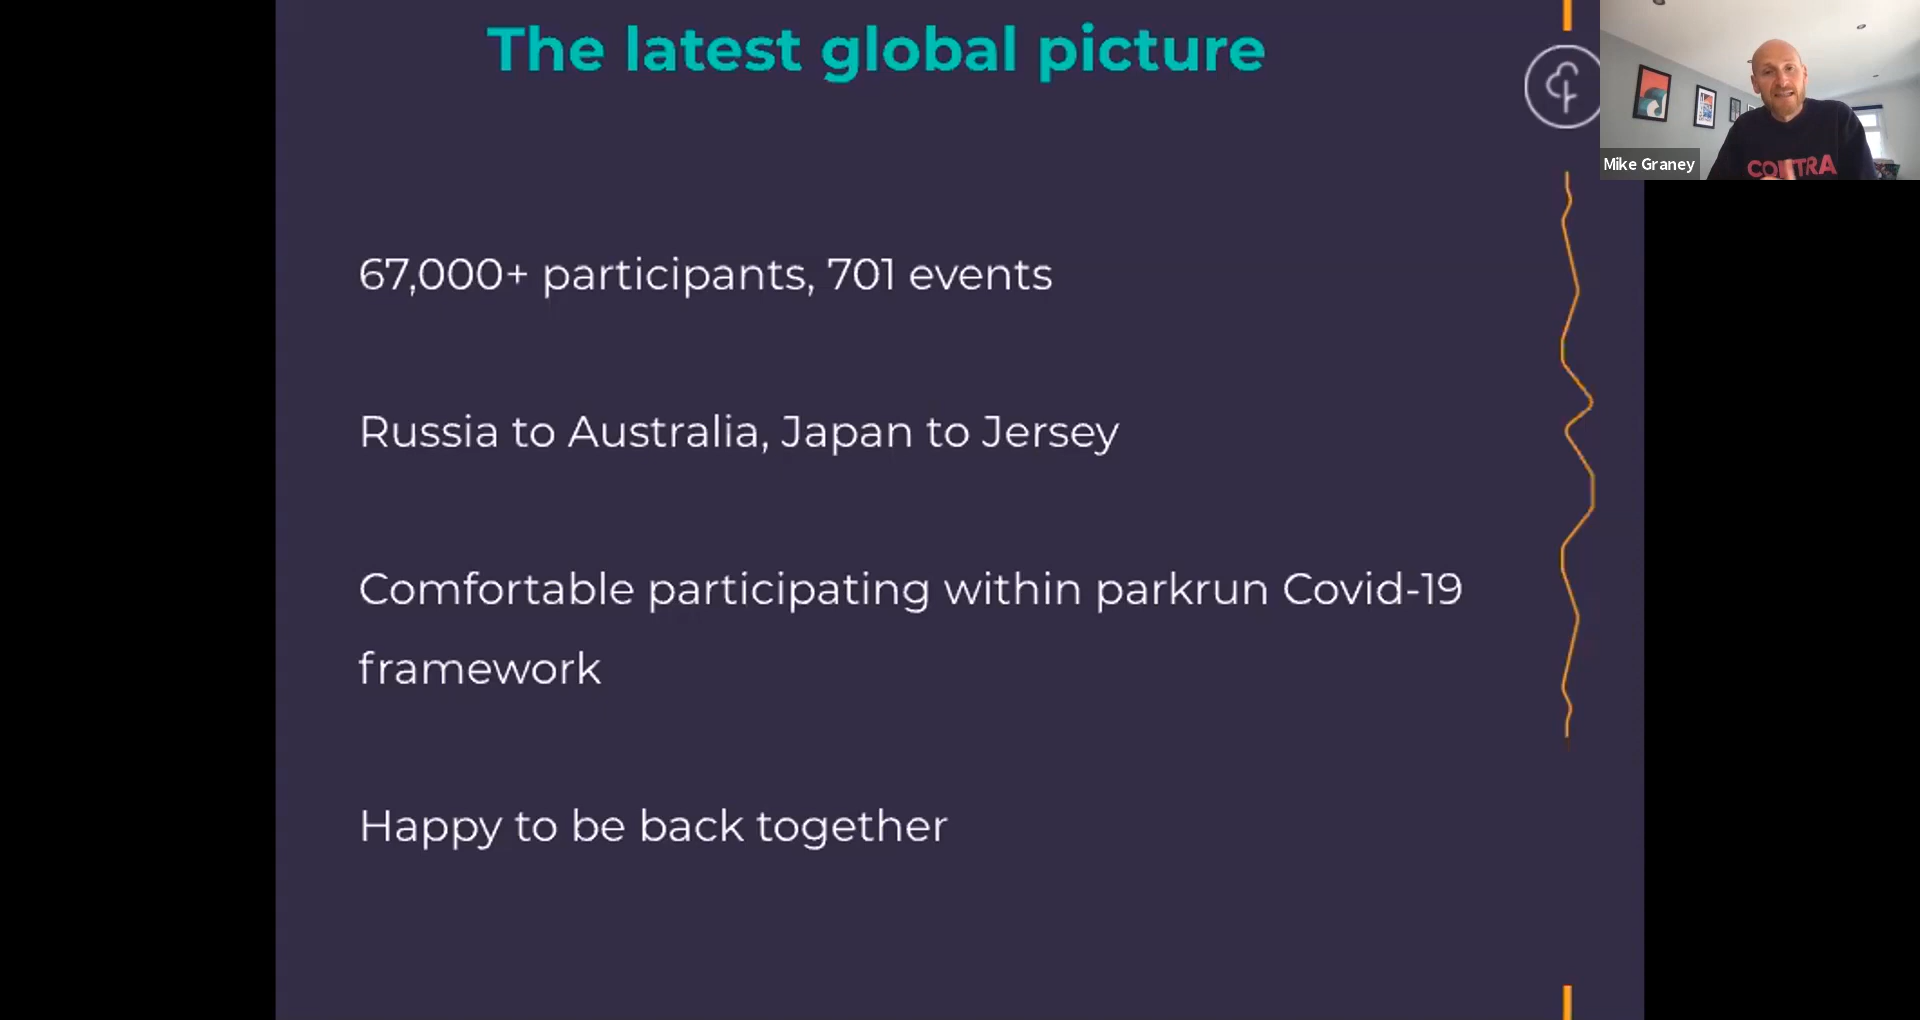 The latest global picture
67,000+ participants, 701 events
Russia to Australia, Japan to Jersey
Comfortable participating within parkrun Covid-19
framework
Happy to be back together
Mike Graney